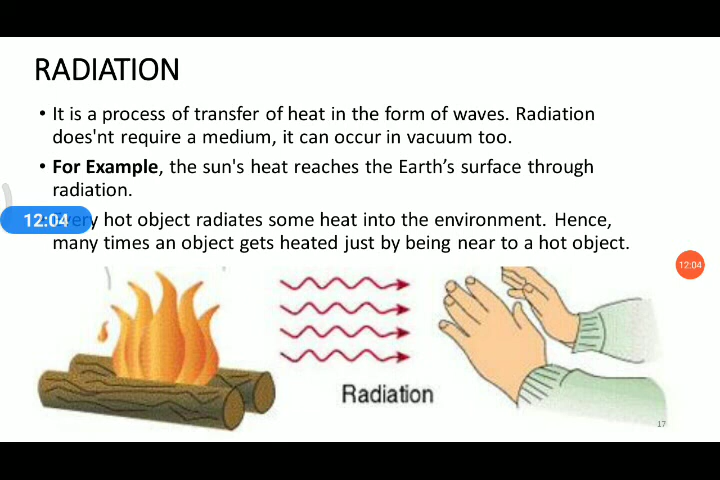 RADIATION
• It is a process of transfer of heat in the form of waves. Radiation
does'nt require a medium, it can occur in vacuum too.
• For Example, the sun's heat reaches the Earth’s surface through
radiation.
12:04
hot object radiates some heat into the environment. Hence,
many times an object gets heated just by being near to a hot object.
12:04
Radiation
17